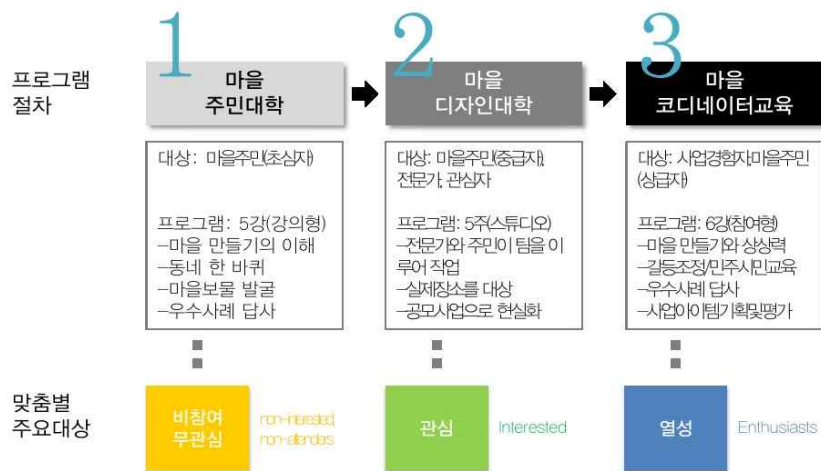 프로그램
절차
1
마을
주민대학
2
마을
디자인대학
3
마을
코디네이터교육
대상: 마을주민(초심자)
프로그램: 5강(강의형)
–마을 만들기의 이해
–동네 한 바퀴
–마을보물 발굴
–우수사례 답사
대상: 마을주민(중급자),
전문가, 관심자
프로그램: 5주(스튜디오)
–전문가와 주민이 팀을 이
루어 작업
–실제장소를 대상
–공모사업으로 현실화
대상: 사업경험자,마을주민
(상급자)
프로그램: 6강(참여형)
–마을 만들기와 상상력
–갈등조정/민주시민교육
–우수사례 답사
–사업아이템기획및평가
맞춤별
주요대상
비참여
무관심
non-interested,
non-attenders
관심
Interested
열성
Enthusiasts